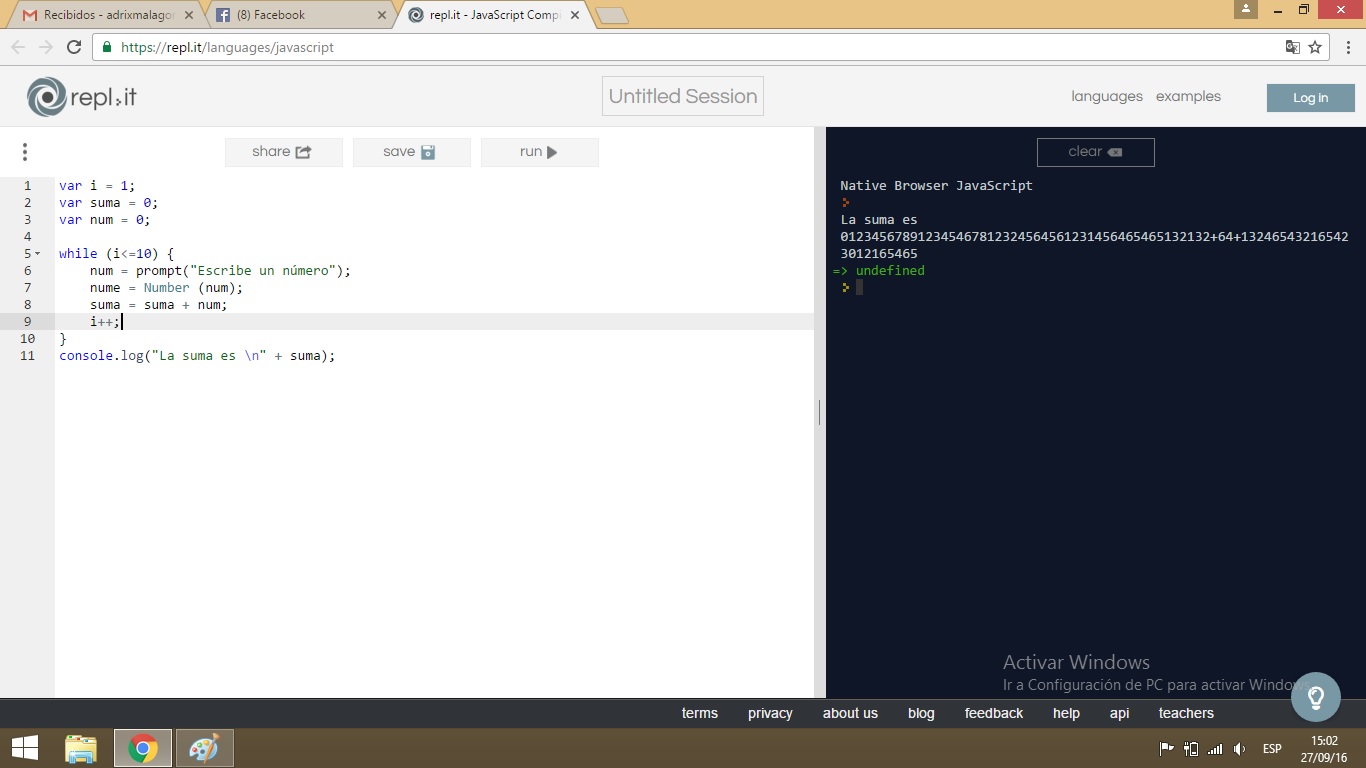 Recibidos - adrixmalagon
(8) Facebook
repl.it - JavaScript Comp
https://repl.it/languages/javascript
repl.it
Untitled Session
languages
examples
Log in
share
save
run
clear
1 var i = 1;
2 var suma = 0;
3 var num = 0;
4
5 while (i<=10) {
6 num = prompt("Escribe un número");
7 nume = Number (num);
8 suma = suma + num;
9 i++;
10 }
11 console.log("La suma es \n" + suma);
Native Browser JavaScript
La suma es
01234567891234546781232456456123145646546513­2132+64+13246543216542
3012165465
=> undefined
Activar Windows
Ir a Configuración de PC para activar Windows
terms privacy about us blog feedback help api teachers
ESP
15:02
27/09/16